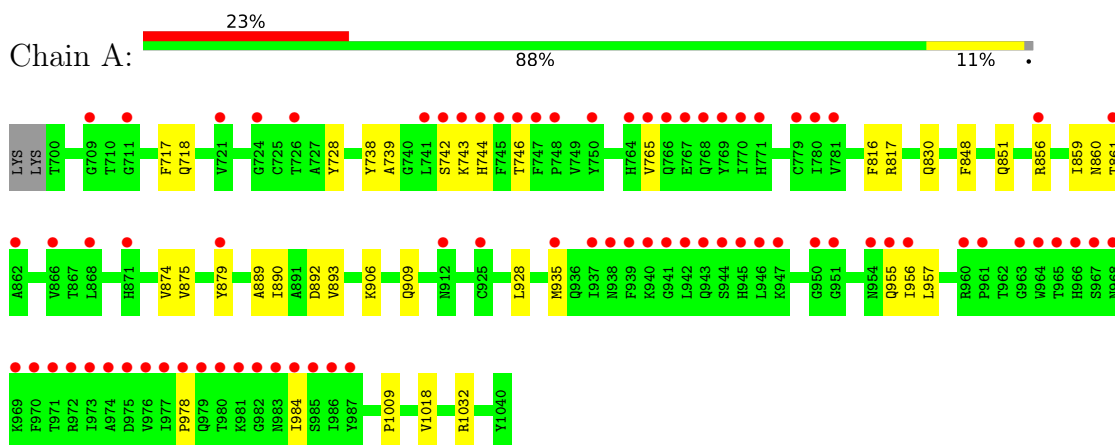 23%
Chain A:
88% 11% •
LYS LYS T700 G709 T710 G711 F717 Q718 V721 G724 C725 T726 A727 Y728 Y738 A739 G740 L741 S742 K743 H744 F745 T746 F747 P748 V749 Y750 H764 V765 Q766 E767 Q768 Y769 I770 H771 C779 I780 V781 F816 R817 Q830 F848 Q851 R856 I859 N860 T861
A862 V866 T867 L868 H871 V874 V875 Y879 A889 I890 A891 D892 V893 K906 Q909 N912 C925 L928 M935 Q936 I937 N938 F939 K940 G941 L942 Q943 S944 H945 L946 K947 G950 G951 N954 Q955 I956 L957 R960 P961 T962 G963 W964 T965 H966 S967 N968
K969 F970 T971 R972 I973 A974 D975 V976 I977 P978 Q979 T980 K981 G982 N983 I984 S985 I986 Y987 P1009 V1018 R1032 Y1040